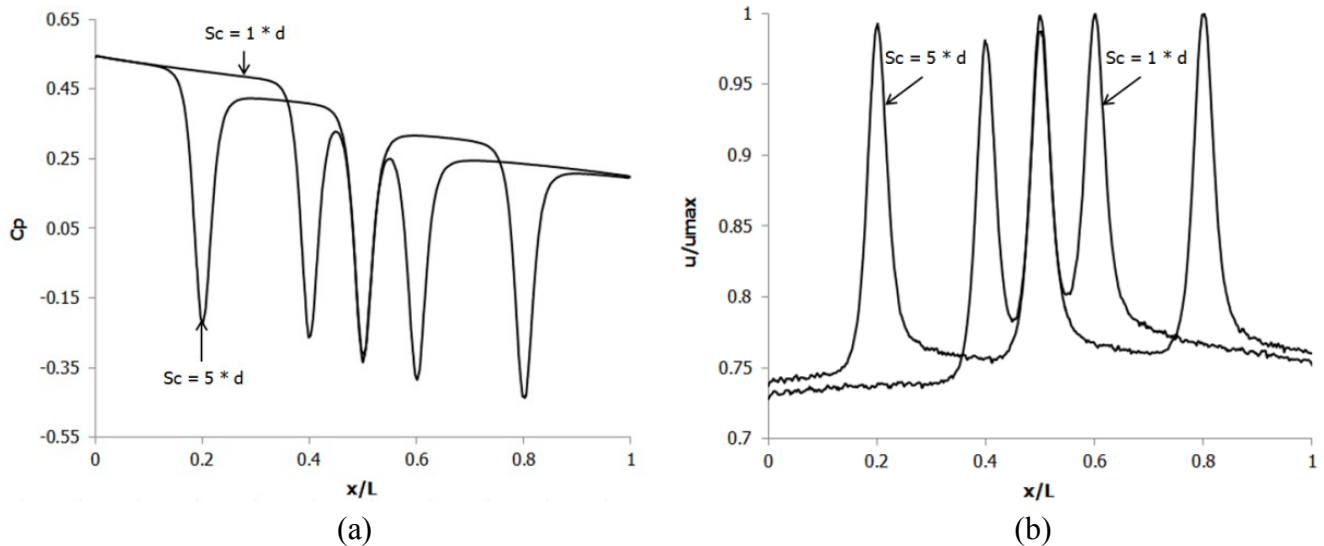 Sc = 1 * d
Sc = 5 * d
Cp
0.65
0.45
0.25
0.05
-0.15
-0.35
-0.55
0 0.2 0.4 0.6 0.8 1
x/L
(a)
Sc = 5 * d
Sc = 1 * d
u/umax
1
0.95
0.9
0.85
0.8
0.75
0.7
0 0.2 0.4 0.6 0.8 1
x/L
(b)